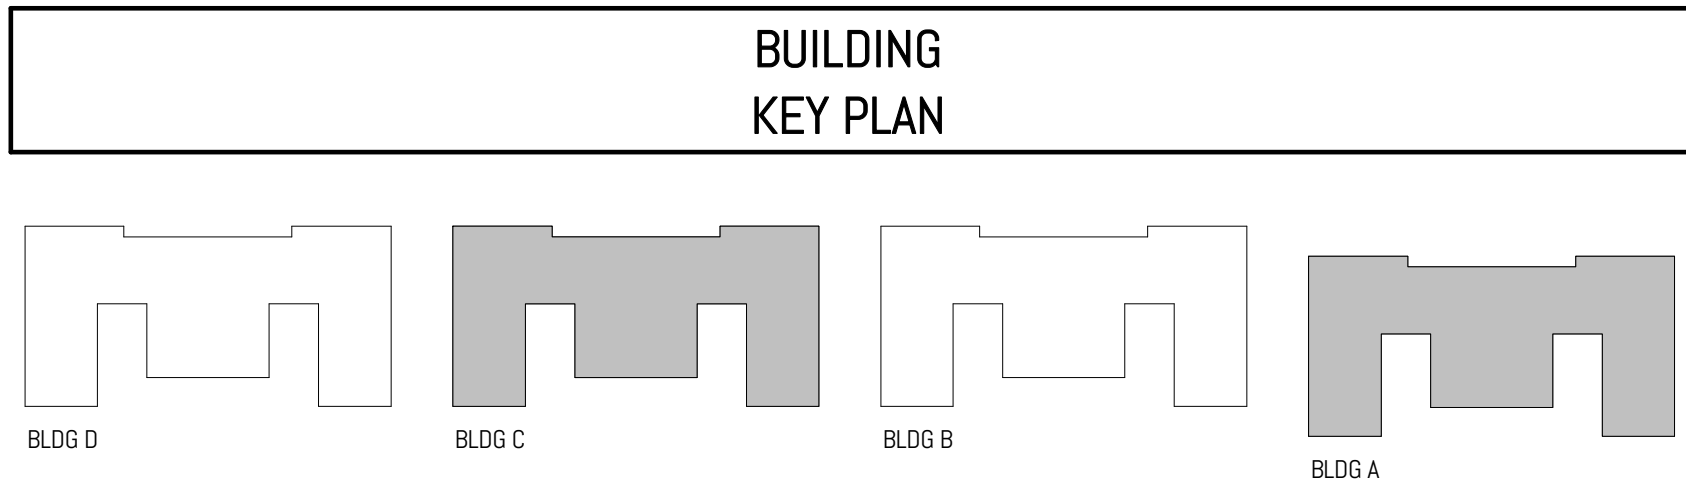 BUILDING
KEY PLAN
BLDG D
BLDG C
BLDG B
BLDG A